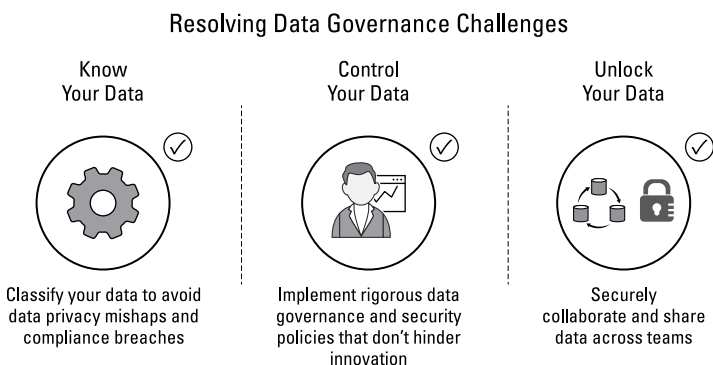 Resolving Data Governance Challenges
Know
Your Data
Classify your data to avoid
data privacy mishaps and
compliance breaches
Control
Your Data
Implement rigorous data
governance and security
policies that don't hinder
innovation
Unlock
Your Data
Securely
collaborate and share
data across teams